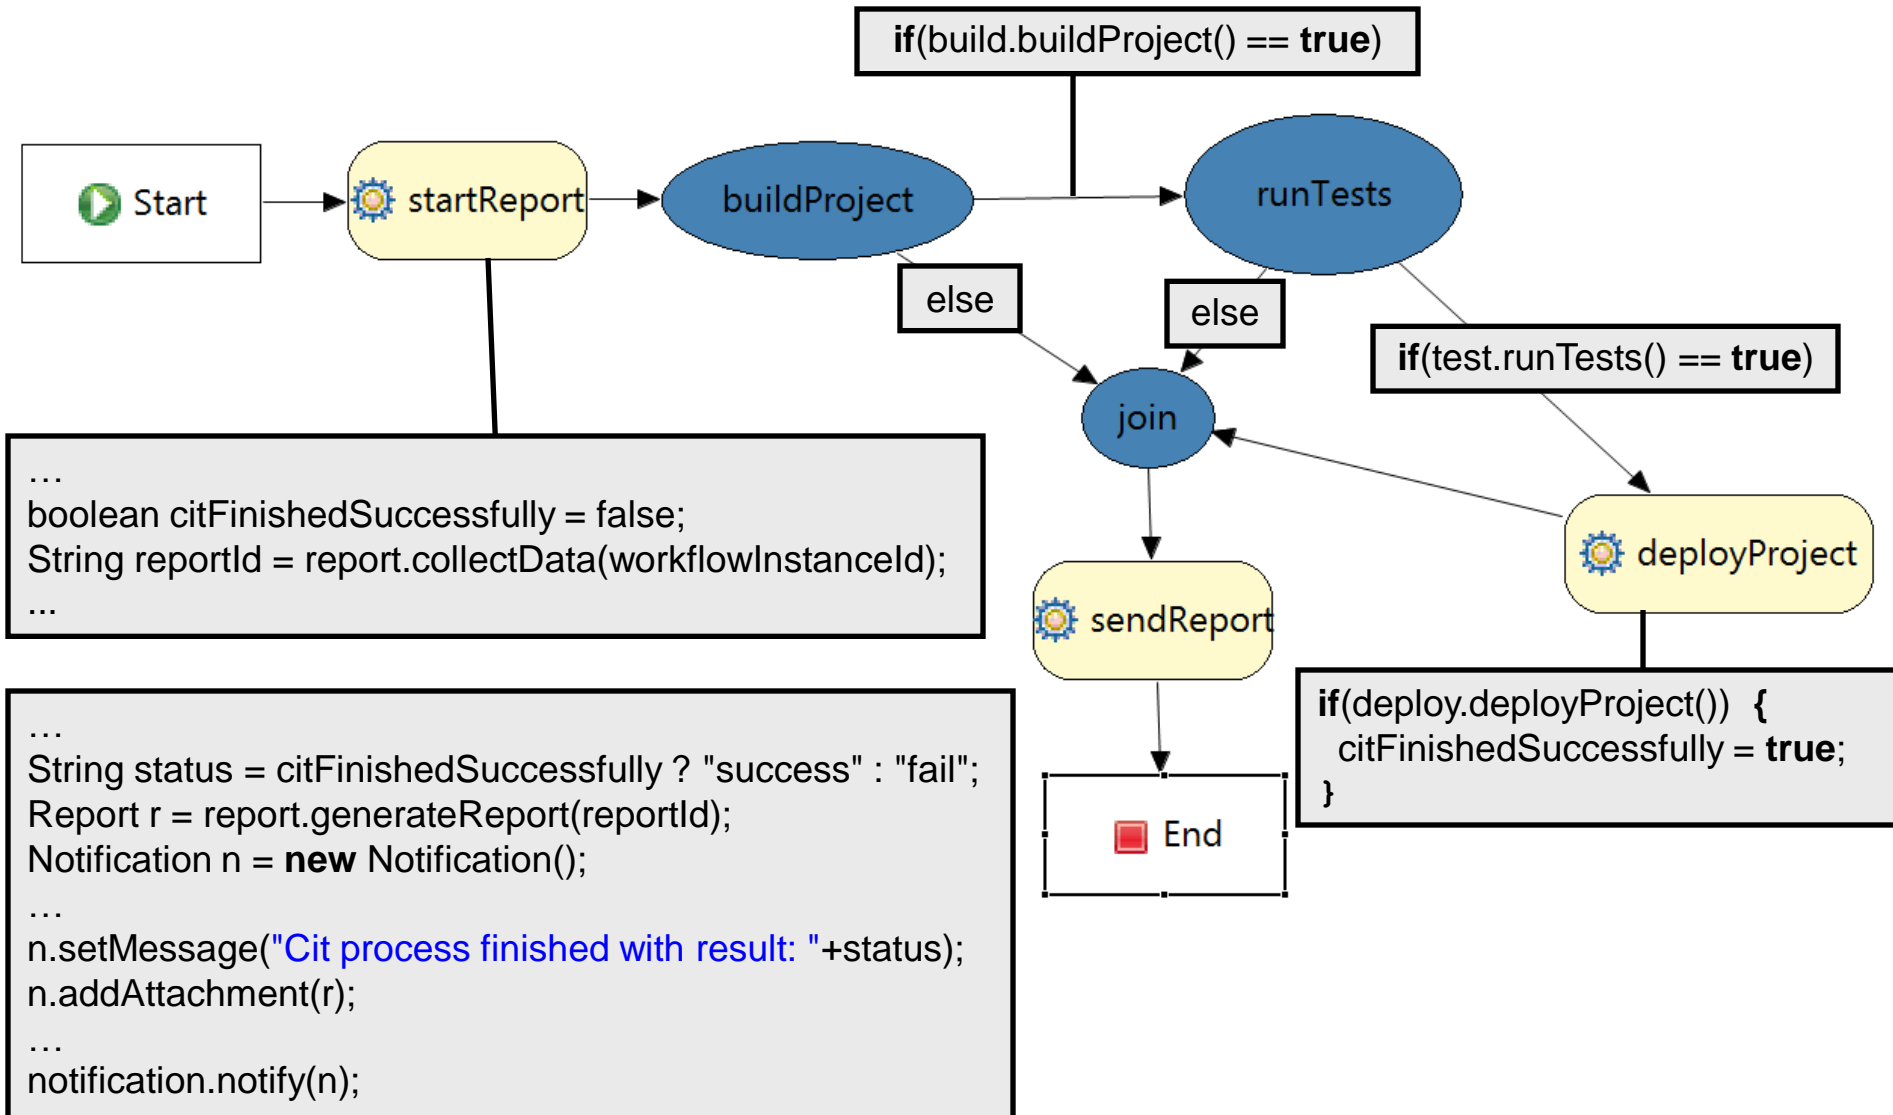 if(build.buildProject() == true)
Start
startReport
buildProject
runTests
else
else
if(test.runTests() == true)
join
…
boolean citFinishedSuccessfully = false;
String reportId = report.collectData(workflowInstanceId);
...
deployProject
sendReport
if(deploy.deployProject()) {
citFinishedSuccessfully = true;
}
End
…
String status = citFinishedSuccessfully ? "success" : "fail";
Report r = report.generateReport(reportId);
Notification n = new Notification();
…
n.setMessage("Cit process finished with result: "+status);
n.addAttachment(r);
…
notification.notify(n);